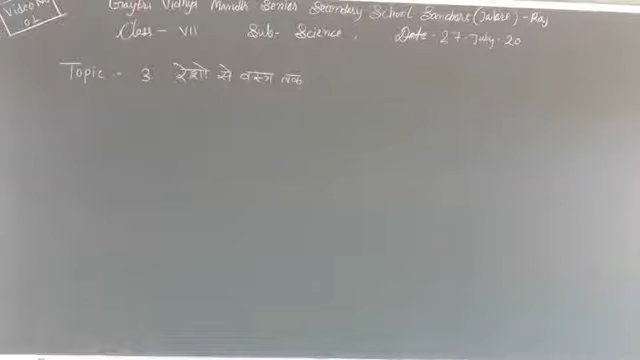 Video No
01
Gayatri Vidhya Mandir Senior Secondary School Sanchore (Jalore) - Raj
Class - VII Sub- Science. Date - 27-July-20
Topic :- 3 रेशो से वस्त्र तक